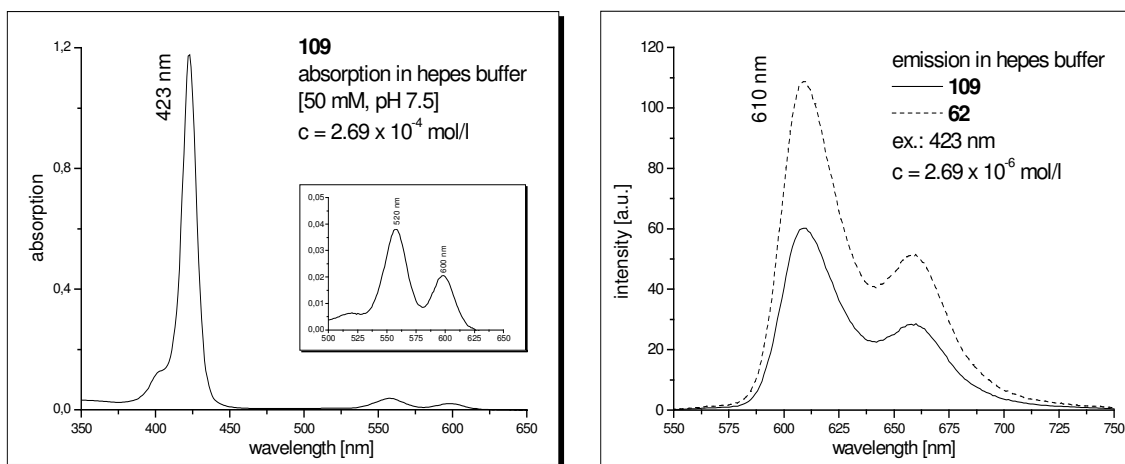 109
absorption in hepes buffer
[50 mM, pH 7.5]
c = 2.69 x 10⁻⁴ mol/l
423 nm
1,2
0,8
0,4
0,0
absorption
350 400 450 500 550 600 650
wavelength [nm]
0,05
0,04
0,03
0,02
0,01
0,00
520 nm
600 nm
500 525 550 575 600 625 650
emission in hepes buffer
109
62
ex.: 423 nm
c = 2.69 x 10⁻⁶ mol/l
610 nm
120
100
80
60
40
20
0
intensity [a.u.]
550 575 600 625 650 675 700 725 750
wavelength [nm]